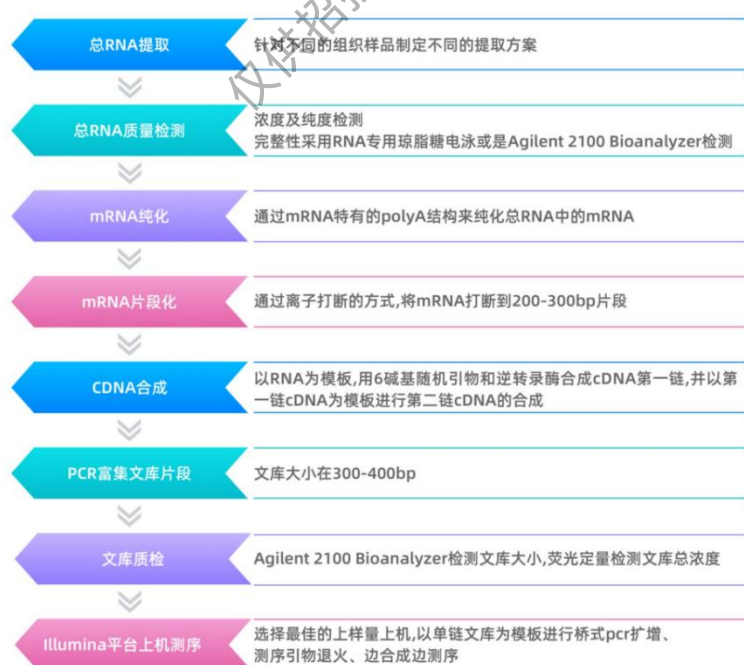 总RNA提取
针对不同的组织样品制定不同的提取方案
总RNA质量检测
浓度及纯度检测
完整性采用RNA专用琼脂糖电泳或是Agilent 2100 Bioanalyzer检测
mRNA纯化
通过mRNA特有的polyA结构来纯化总RNA中的mRNA
mRNA片段化
通过离子打断的方式,将mRNA打断到200-300bp片段
CDNA合成
以RNA为模板,用6碱基随机引物和逆转录酶合成cDNA第一链,并以第
一链cDNA为模板进行第二链cDNA的合成
PCR富集文库片段
文库大小在300-400bp
文库质检
Agilent 2100 Bioanalyzer检测文库大小,荧光定量检测文库总浓度
Illumina平台上机测序
选择最佳的上样量上机,以单链文库为模板进行桥式pcr扩增、
测序引物退火、边合成边测序
仅供招